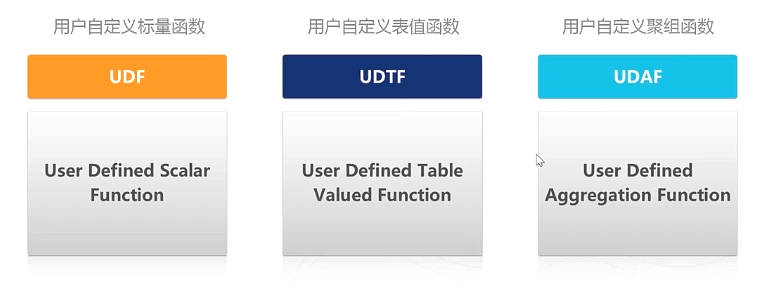 用户自定义标量函数
UDF
User Defined Scalar
Function
用户自定义表值函数
UDTF
User Defined Table
Valued Function
用户自定义聚组函数
UDAF
User Defined
Aggregation Function